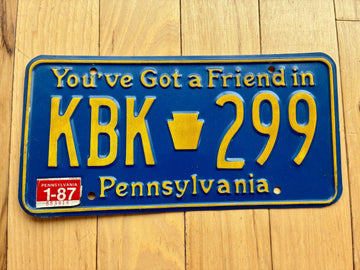 You've Got a Friend in
KBK 299
PENNSYLVANIA
1-87
Pennsylvania